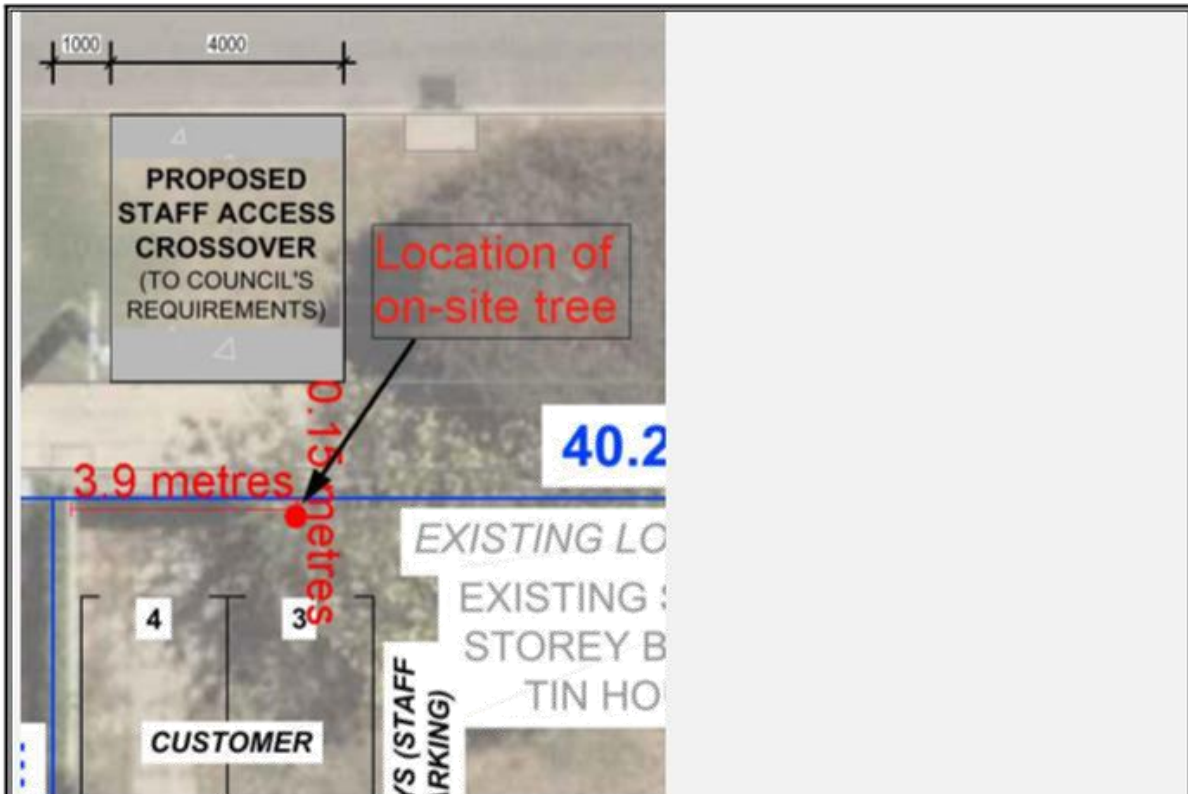 1000
4000
PROPOSED
STAFF ACCESS
CROSSOVER
(TO COUNCIL'S
REQUIREMENTS)
Location of
on-site tree
0.15 metres
40.2
3.9 metres
EXISTING LO
EXISTING
STOREY B
TIN HO
4
3
CUSTOMER
YS (STAFF
ARKING)